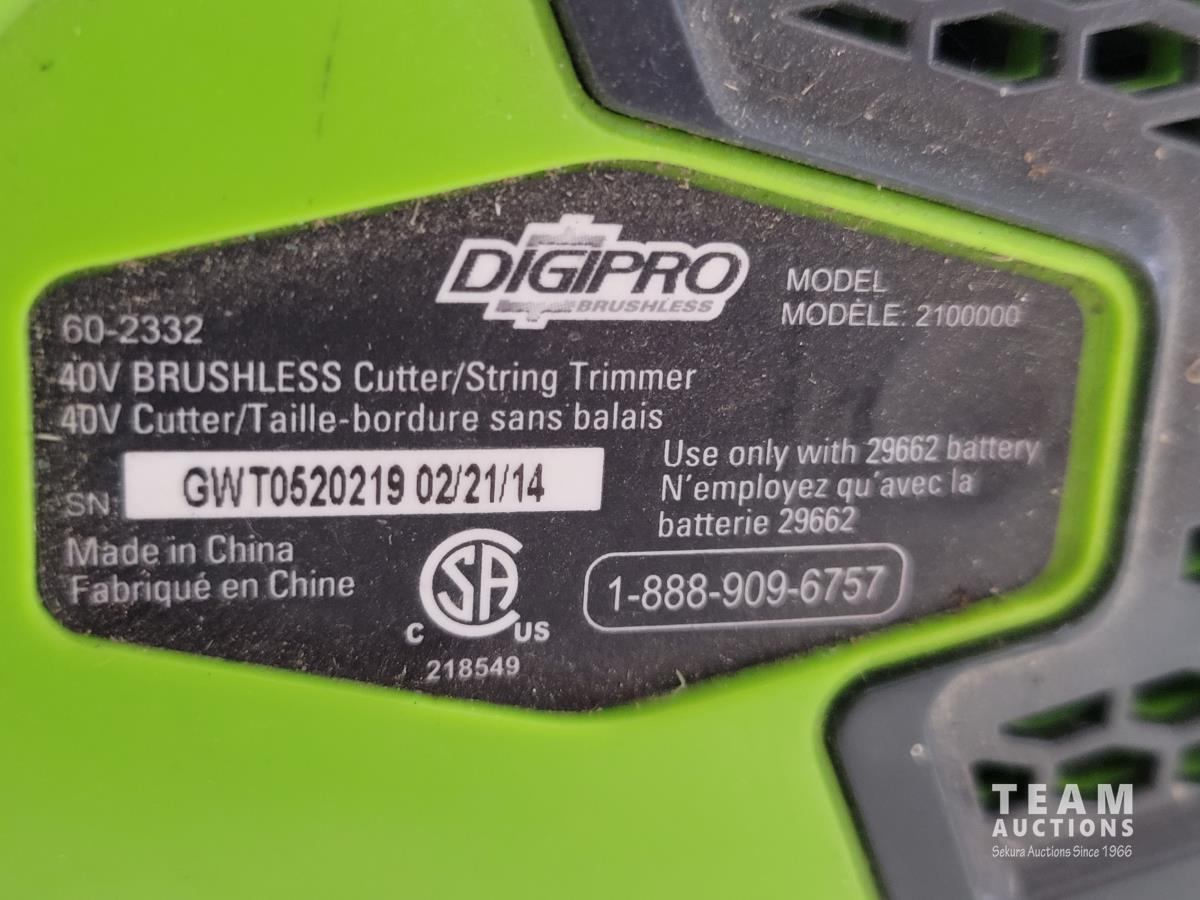 DIGIPRO
BRUSHLESS
MODEL
MODÈLE: 2100000
60-2332
40V BRUSHLESS Cutter/String Trimmer
40V Cutter/Taille-bordure sans balais
SN: GWT0520219 02/21/14
Use only with 29662 battery
N'employez qu'avec la
batterie 29662
Made in China
Fabriqué en Chine
C SA US
218549
1-888-909-6757
TEAM
AUCTIONS
Sekura Auctions Since 1966